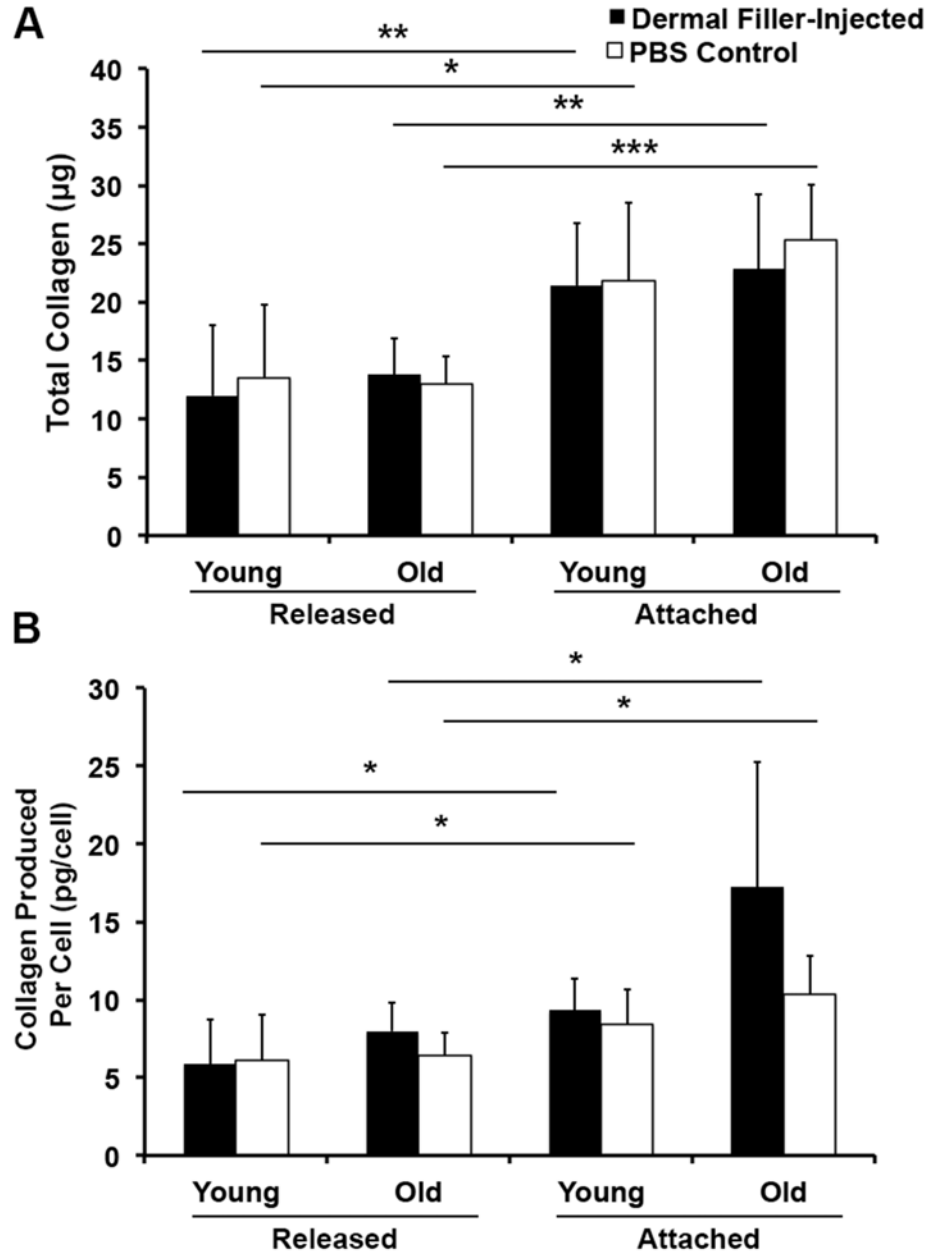 A
■ Dermal Filler-Injected
□ PBS Control
**
*
**
***
Total Collagen (µg)
40
35
30
25
20
15
10
5
0
Young Old Young Old
Released Attached
B
*
*
*
*
Collagen Produced
Per Cell (pg/cell)
30
25
20
15
10
5
0
Young Old Young Old
Released Attached